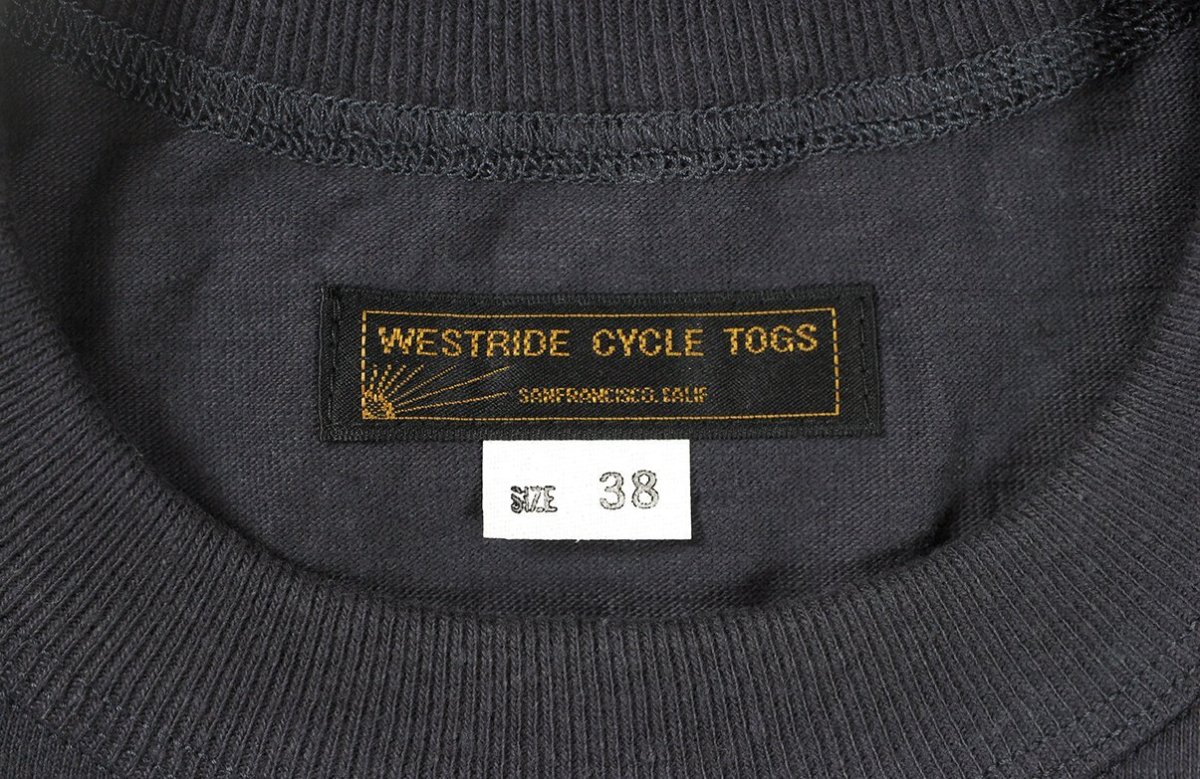 WESTRIDE CYCLE TOGS
SANFRANCISCO. CALIF
SIZE 38